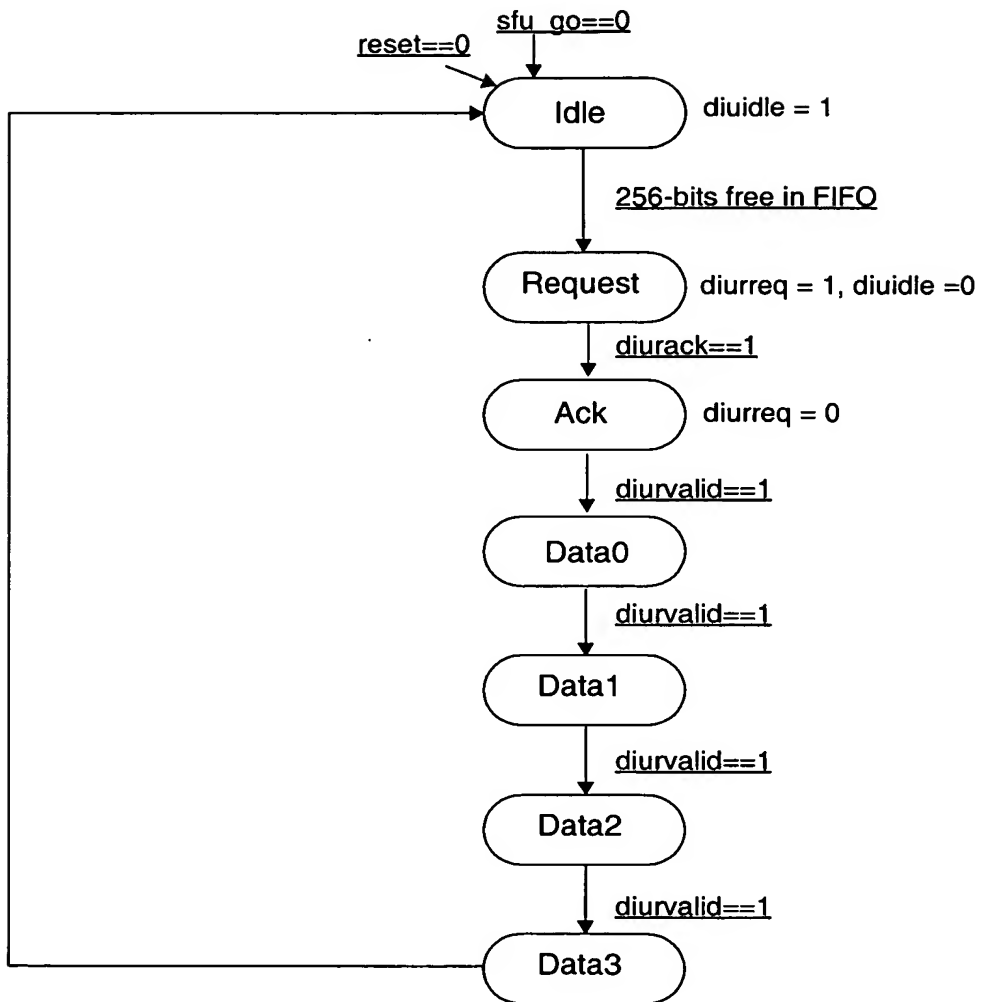 sfu_go==0
reset==0
Idle
diuidle = 1
256-bits free in FIFO
Request
diurreq = 1, diuidle =0
diurack==1
Ack
diurreq = 0
diurvalid==1
Data0
diurvalid==1
Data1
diurvalid==1
Data2
diurvalid==1
Data3